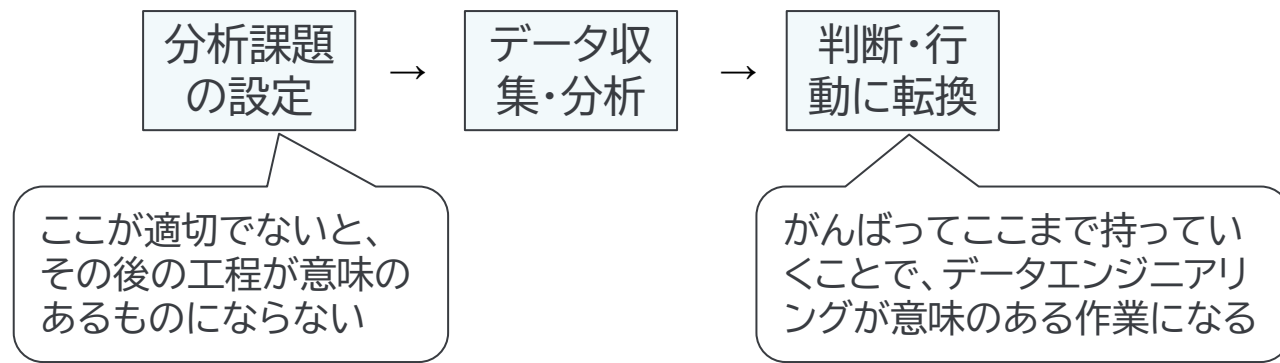 分析課題
の設定
→
データ収
集・分析
→
判断・行
動に転換
ここが適切でないと、
その後の工程が意味の
あるものにならない
がんばってここまで持ってい
くことで、データエンジニアリ
ングが意味のある作業になる